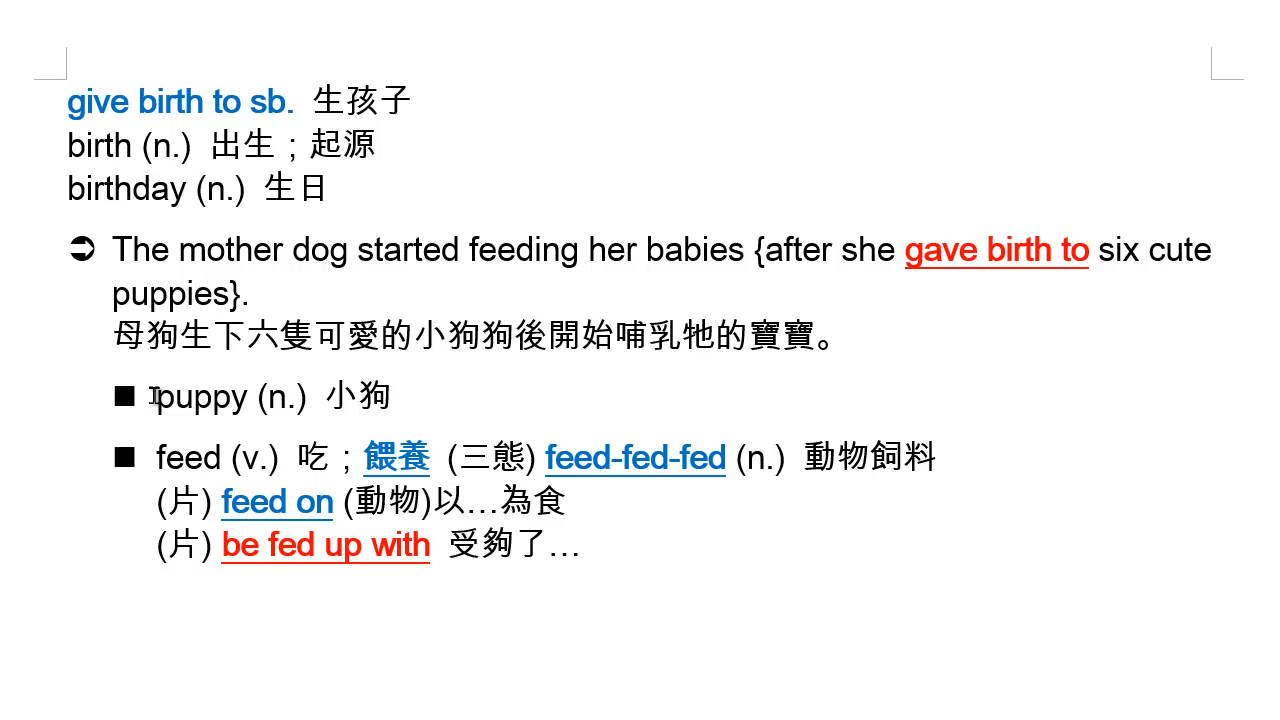 give birth to sb. 生孩子
birth (n.) 出生；起源
birthday (n.) 生日
➲ The mother dog started feeding her babies {after she gave birth to six cute
puppies}.
母狗生下六隻可愛的小狗狗後開始哺乳牠的寶寶。
■ puppy (n.) 小狗
■ feed (v.) 吃；餵養 (三態) feed-fed-fed (n.) 動物飼料
(片) feed on (動物)以…為食
(片) be fed up with 受夠了…